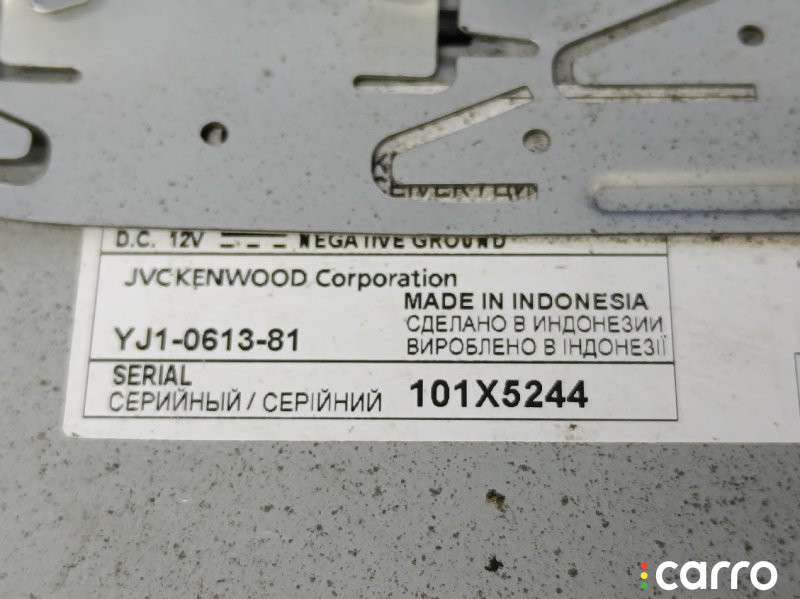 D.C. 12V NEGATIVE GROUND
JVCKENWOOD Corporation
MADE IN INDONESIA
YJ1-0613-81
СДЕЛАНО В ИНДОНЕЗИИ
ВИРОБЛЕНО В ІНДОНЕЗІЇ
SERIAL
СЕРИЙНЫЙ / СЕРІЙНИЙ
101X5244
carro